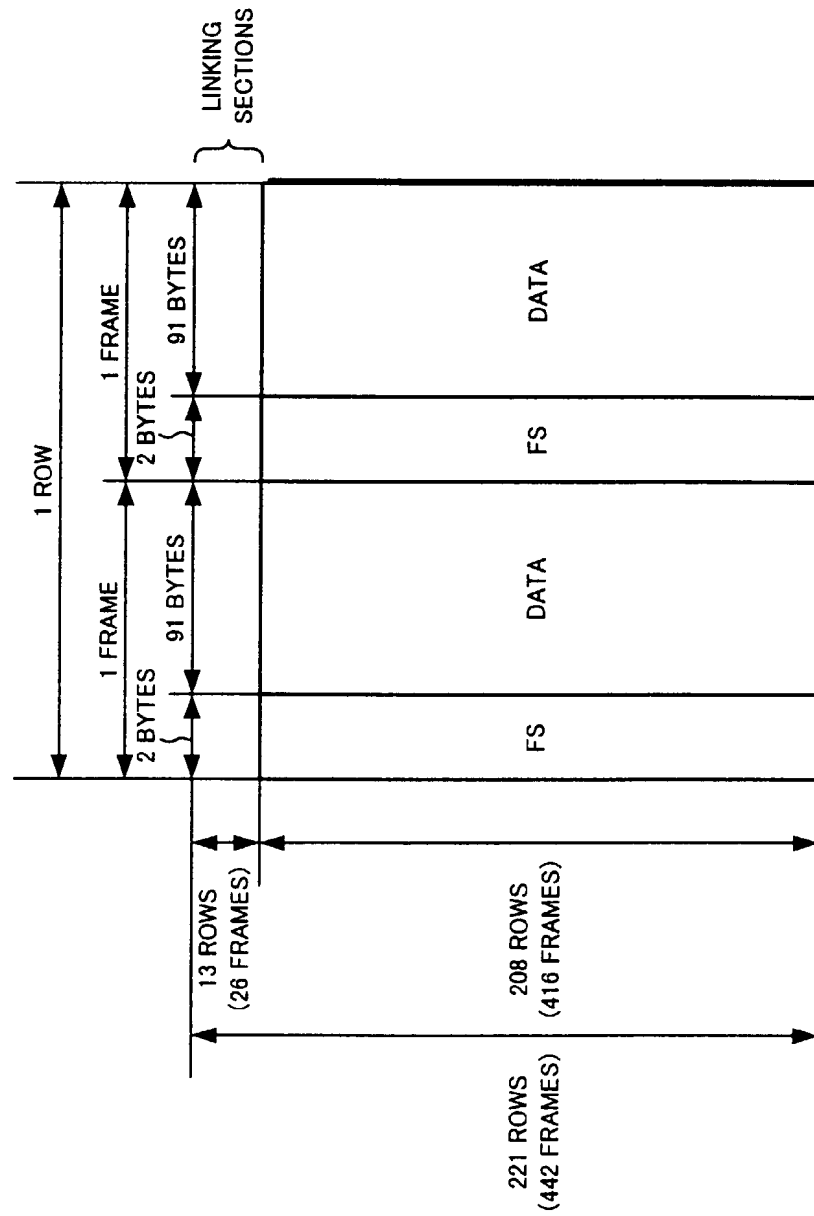 LINKING
SECTIONS
1 ROW
1 FRAME
1 FRAME
2 BYTES
91 BYTES
2 BYTES
91 BYTES
13 ROWS
(26 FRAMES)
208 ROWS
(416 FRAMES)
221 ROWS
(442 FRAMES)
FS
DATA
FS
DATA